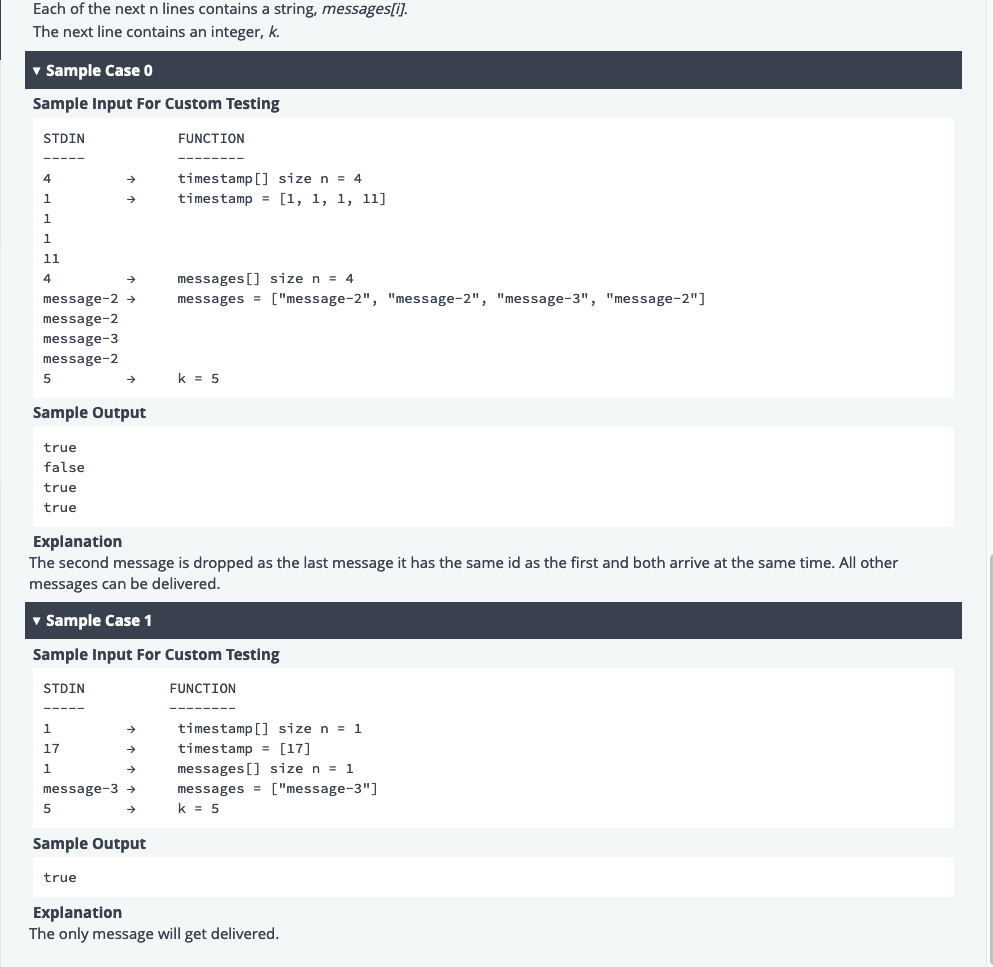 Each of the next n lines contains a string, messages[i].
The next line contains an integer, k.
▼ Sample Case 0
Sample Input For Custom Testing
STDIN FUNCTION
----- --------
4 → timestamp[] size n = 4
1 → timestamp = [1, 1, 1, 11]
1
1
11
4 → messages[] size n = 4
message-2 → messages = ["message-2", "message-2", "message-3", "message-2"]
message-2
message-3
message-2
5 → k = 5
Sample Output
true
false
true
true
Explanation
The second message is dropped as the last message it has the same id as the first and both arrive at the same time. All other
messages can be delivered.
▼ Sample Case 1
Sample Input For Custom Testing
STDIN FUNCTION
----- --------
1 → timestamp[] size n = 1
17 → timestamp = [17]
1 → messages[] size n = 1
message-3 → messages = ["message-3"]
5 → k = 5
Sample Output
true
Explanation
The only message will get delivered.